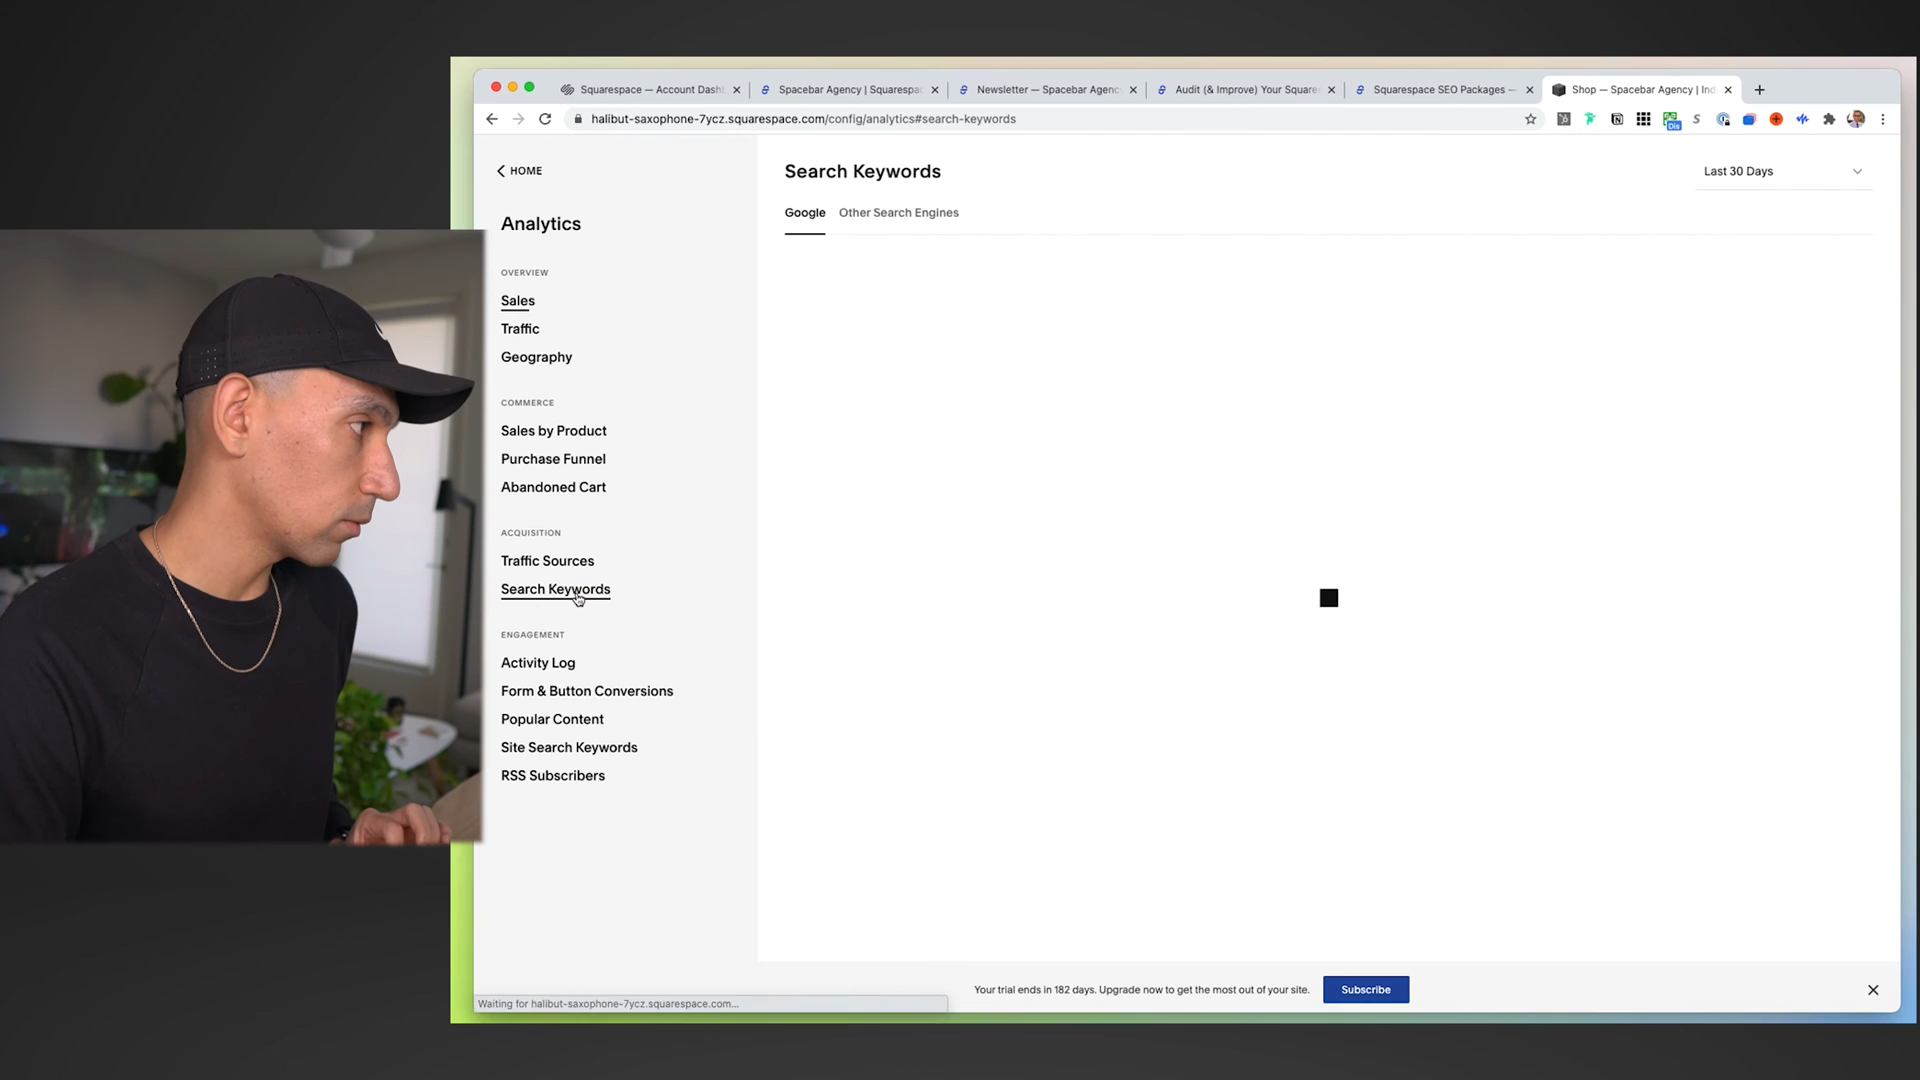 Squarespace — Account Dash
Spacebar Agency | Squarespac
Newsletter — Spacebar Agenc
Audit (& Improve) Your Square
Squarespace SEO Packages —
Shop — Spacebar Agency | Ind
halibut-saxophone-7ycz.squarespace.com/config/analytics#search-keywords
Dis
HOME
Analytics
OVERVIEW
Sales
Traffic
Geography
COMMERCE
Sales by Product
Purchase Funnel
Abandoned Cart
ACQUISITION
Traffic Sources
Search Keywords
ENGAGEMENT
Activity Log
Form & Button Conversions
Popular Content
Site Search Keywords
RSS Subscribers
Search Keywords
Last 30 Days
Google
Other Search Engines
Your trial ends in 182 days. Upgrade now to get the most out of your site.
Subscribe
Waiting for halibut-saxophone-7ycz.squarespace.com...